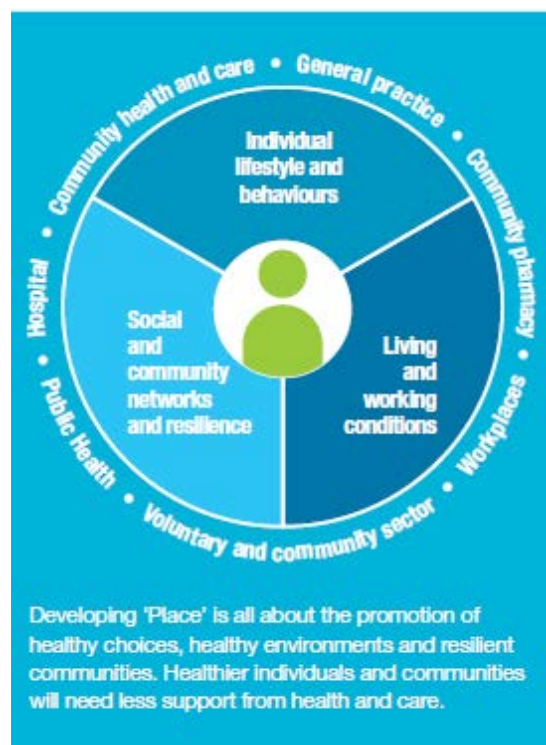 Community health and care • General practice • Community pharmacy • Workplaces • Voluntary and community sector • Public Health • Hospital •
Individual
lifestyle and
behaviours
Social
and
community
networks
and resilience
Living
and
working
conditions
Developing 'Place' is all about the promotion of
healthy choices, healthy environments and resilient
communities. Healthier individuals and communities
will need less support from health and care.